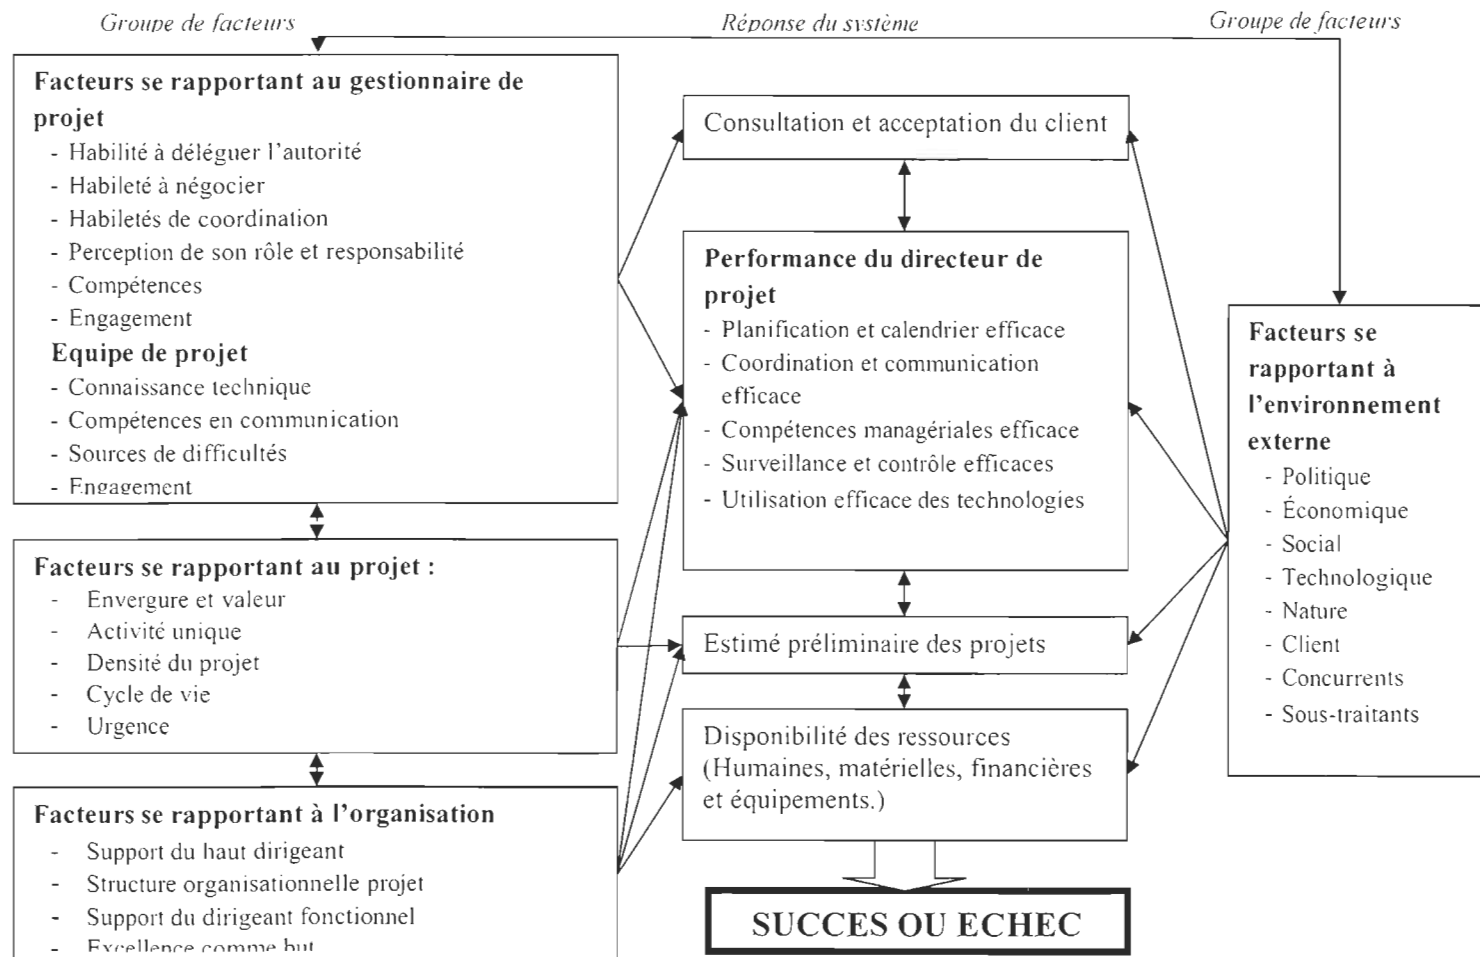 Groupe de facteurs
Réponse du système
Groupe de facteurs
Facteurs se rapportant au gestionnaire de
projet
- Habilité à déléguer l'autorité
- Habileté à négocier
- Habiletés de coordination
- Perception de son rôle et responsabilité
- Compétences
- Engagement
Equipe de projet
- Connaissance technique
- Compétences en communication
- Sources de difficultés
- Engagement
Facteurs se rapportant au projet :
- Envergure et valeur
- Activité unique
- Densité du projet
- Cycle de vie
- Urgence
Facteurs se rapportant à l'organisation
- Support du haut dirigeant
- Structure organisationnelle projet
- Support du dirigeant fonctionnel
- Excellence comme but
Consultation et acceptation du client
Performance du directeur de
projet
- Planification et calendrier efficace
- Coordination et communication
efficace
- Compétences managériales efficace
- Surveillance et contrôle efficaces
- Utilisation efficace des technologies
Estimé préliminaire des projets
Disponibilité des ressources
(Humaines, matérielles, financières
et équipements.)
SUCCES OU ECHEC
Facteurs se
rapportant à
l'environnement
externe
- Politique
- Économique
- Social
- Technologique
- Nature
- Client
- Concurrents
- Sous-traitants